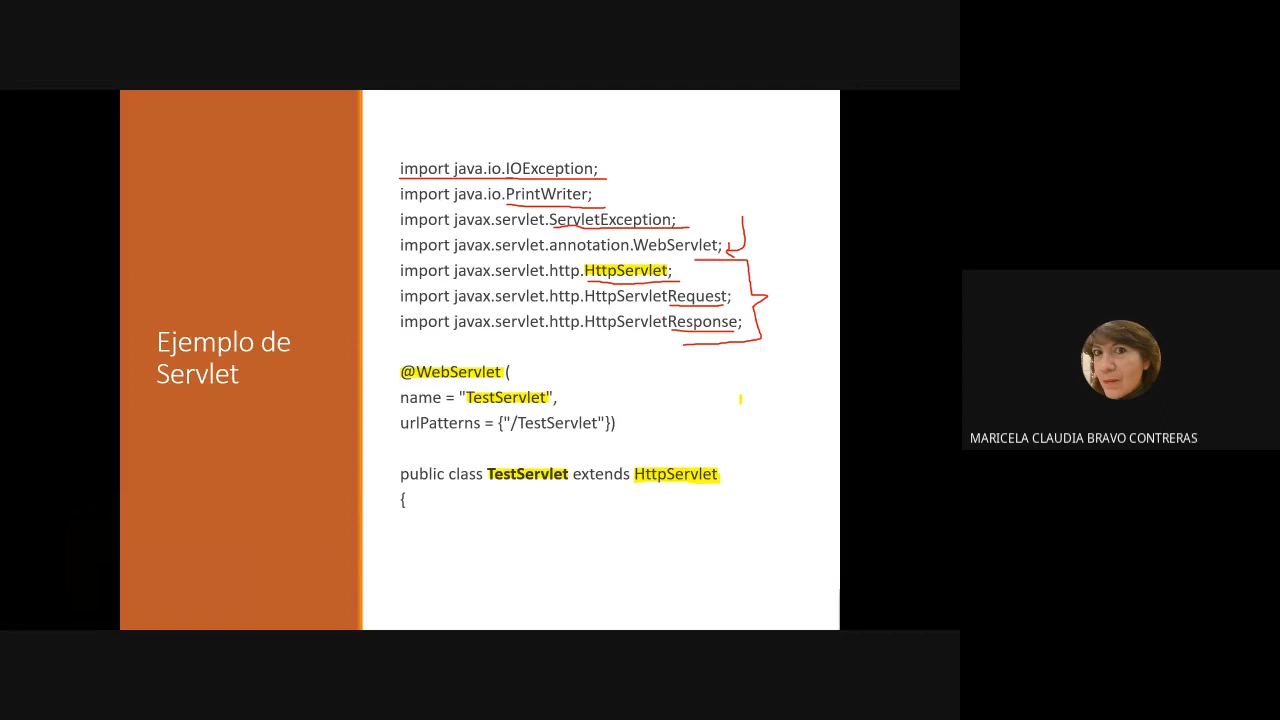 Ejemplo de
Servlet
import java.io.IOException;
import java.io.PrintWriter;
import javax.servlet.ServletException;
import javax.servlet.annotation.WebServlet;
import javax.servlet.http.HttpServlet;
import javax.servlet.http.HttpServletRequest;
import javax.servlet.http.HttpServletResponse;
@WebServlet (
name = "TestServlet",
urlPatterns = {"/TestServlet"})
public class TestServlet extends HttpServlet
{
MARICELA CLAUDIA BRAVO CONTRERAS